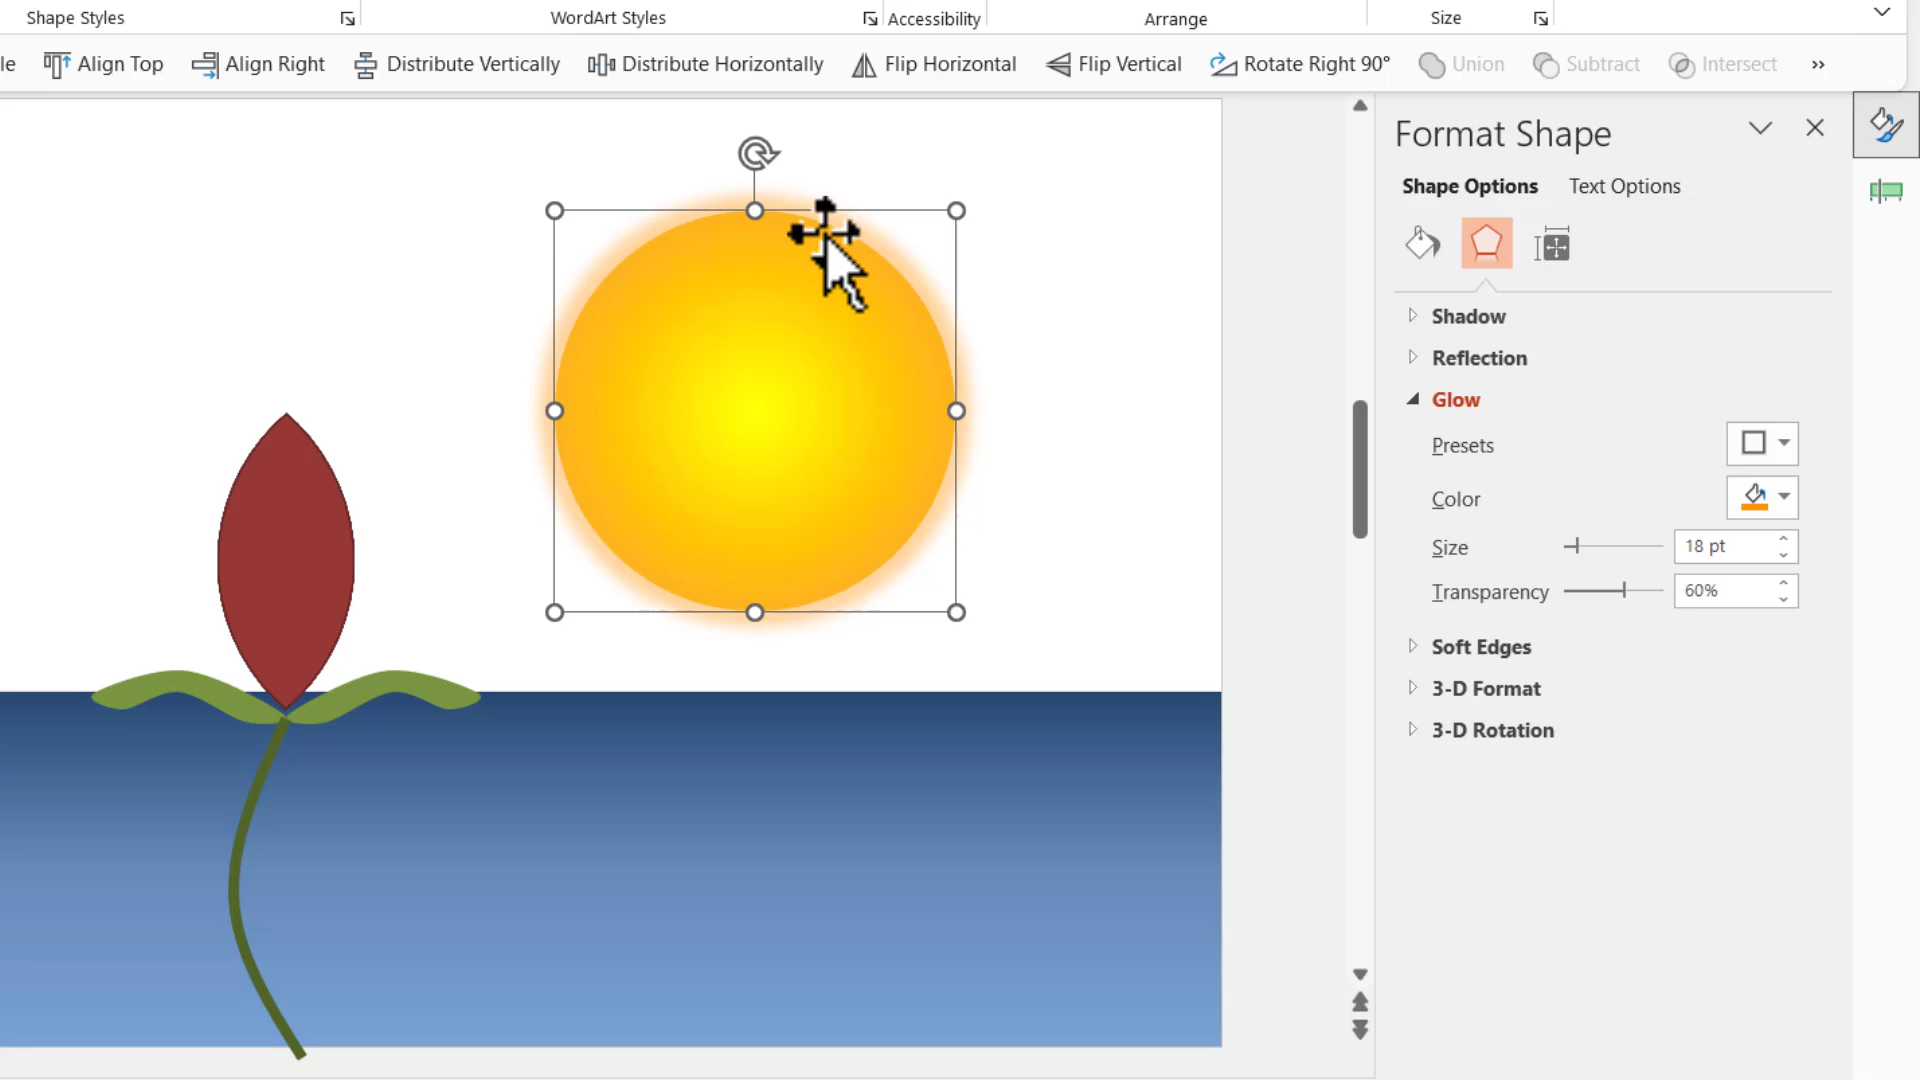 Shape Styles WordArt Styles Accessibility Arrange Size
le Align Top Align Right Distribute Vertically Distribute Horizontally Flip Horizontal Flip Vertical Rotate Right 90° Union Subtract Intersect »
Format Shape
Shape Options Text Options
Shadow
Reflection
Glow
Presets
Color
Size 18 pt
Transparency 60%
Soft Edges
3-D Format
3-D Rotation